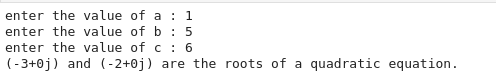 enter the value of a : 1
enter the value of b : 5
enter the value of c : 6
(-3+0j) and (-2+0j) are the roots of a quadratic equation.